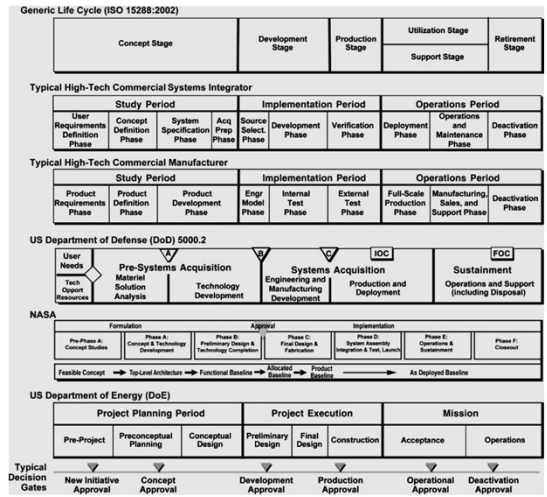 Generic Life Cycle (ISO 15288:2002)
Concept Stage
Development
Stage
Production
Stage
Utilization Stage
Support Stage
Retirement
Stage
Typical High-Tech Commercial Systems Integrator
Study Period
Implementation Period
Operations Period
User
Requirements
Definition
Phase
Concept
Definition
Phase
System
Specification
Phase
Acq
Prep
Phase
Source
Select.
Phase
Development
Phase
Verification
Phase
Deployment
Phase
Operations
and
Maintenance
Phase
Deactivation
Phase
Typical High-Tech Commercial Manufacturer
Study Period
Implementation Period
Operations Period
Product
Requirements
Phase
Product
Definition
Phase
Product
Development
Phase
Engr
Model
Phase
Internal
Test
Phase
External
Test
Phase
Full-Scale
Production
Phase
Manufacturing,
Sales, and
Support Phase
Deactivation
Phase
US Department of Defense (DoD) 5000.2
User
Needs
Tech
Opport
Resources
A
B
C
IOC
FOC
Pre-Systems Acquisition
Materiel
Solution
Analysis
Technology
Development
Systems Acquisition
Engineering and
Manufacturing
Development
Production and
Deployment
Sustainment
Operations and Support
(including Disposal)
NASA
Formulation
Approval
Implementation
Pre-Phase A:
Concept Studies
Phase A:
Concept & Technology
Development
Phase B:
Preliminary Design &
Technology Completion
Phase C:
Final Design &
Fabrication
Phase D:
System Assembly
Integration & Test, Launch
Phase E:
Operations &
Sustainment
Phase F:
Closeout
Feasible Concept
Top-Level Architecture
Functional Baseline
Allocated
Baseline
Product
Baseline
As Deployed Baseline
US Department of Energy (DoE)
Project Planning Period
Project Execution
Mission
Pre-Project
Preconceptual
Planning
Conceptual
Design
Preliminary
Design
Final
Design
Construction
Acceptance
Operations
Typical
Decision
Gates
New Initiative
Approval
Concept
Approval
Development
Approval
Production
Approval
Operational
Approval
Deactivation
Approval